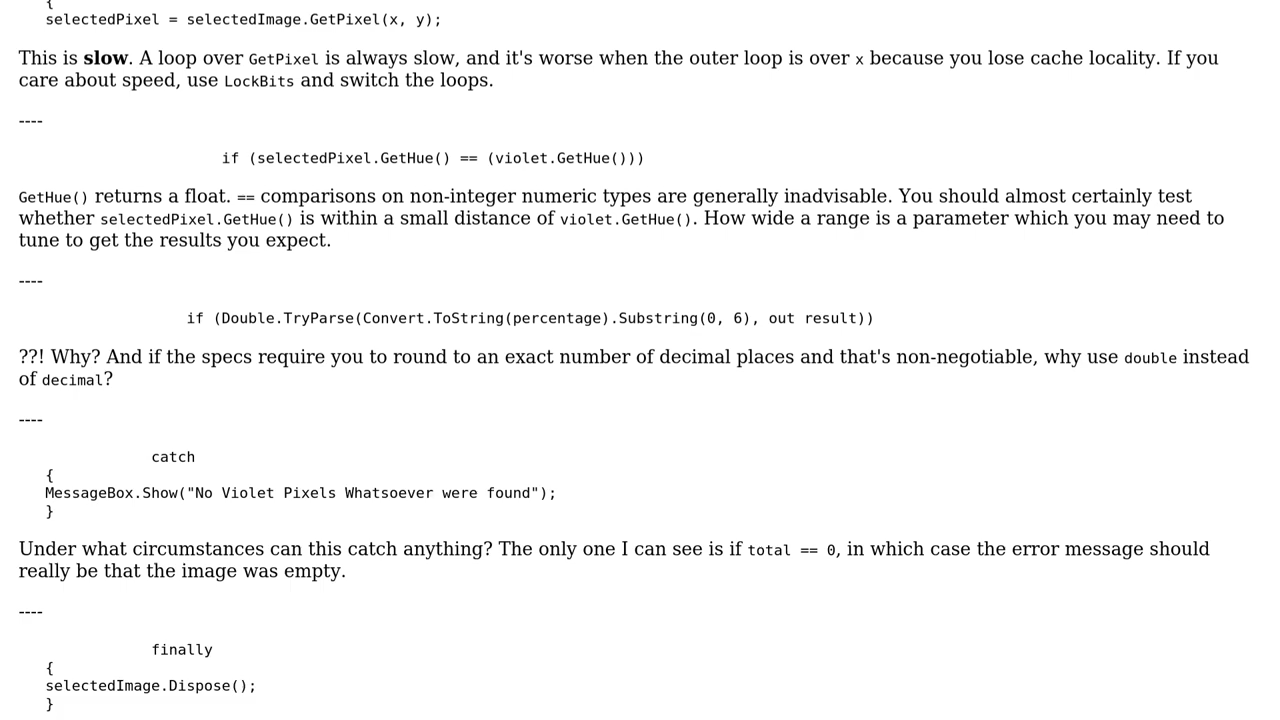 {
selectedPixel = selectedImage.GetPixel(x, y);
This is slow. A loop over GetPixel is always slow, and it's worse when the outer loop is over x because you lose cache locality. If you
care about speed, use LockBits and switch the loops.
----
if (selectedPixel.GetHue() == (violet.GetHue()))
GetHue() returns a float. == comparisons on non-integer numeric types are generally inadvisable. You should almost certainly test
whether selectedPixel.GetHue() is within a small distance of violet.GetHue(). How wide a range is a parameter which you may need to
tune to get the results you expect.
----
if (Double.TryParse(Convert.ToString(percentage).Substring(0, 6), out result))
??! Why? And if the specs require you to round to an exact number of decimal places and that's non-negotiable, why use double instead
of decimal?
----
catch
{
MessageBox.Show("No Violet Pixels Whatsoever were found");
}
Under what circumstances can this catch anything? The only one I can see is if total == 0, in which case the error message should
really be that the image was empty.
----
finally
{
selectedImage.Dispose();
}